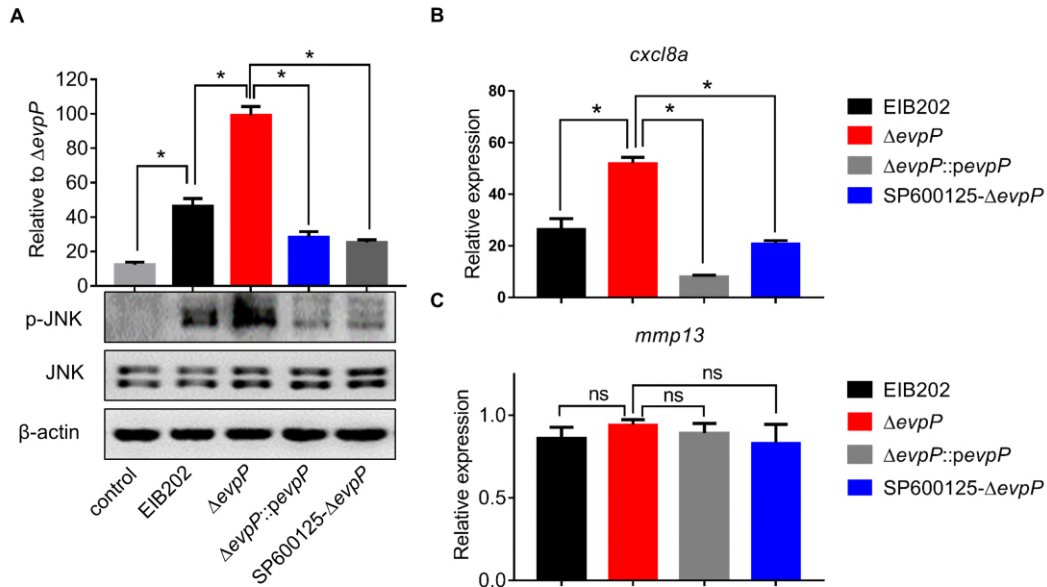 A
Relative to ΔevpP
120
100
80
60
40
20
0
*
*
*
*
p-JNK
JNK
β-actin
control
EIB202
ΔevpP
ΔevpP::pevpP
SP600125-ΔevpP
B
cxcl8a
Relative expression
80
60
40
20
0
*
*
*
EIB202
ΔevpP
ΔevpP::pevpP
SP600125-ΔevpP
C
mmp13
Relative expression
1.0
0.5
0.0
ns
ns
ns
EIB202
ΔevpP
ΔevpP::pevpP
SP600125-ΔevpP